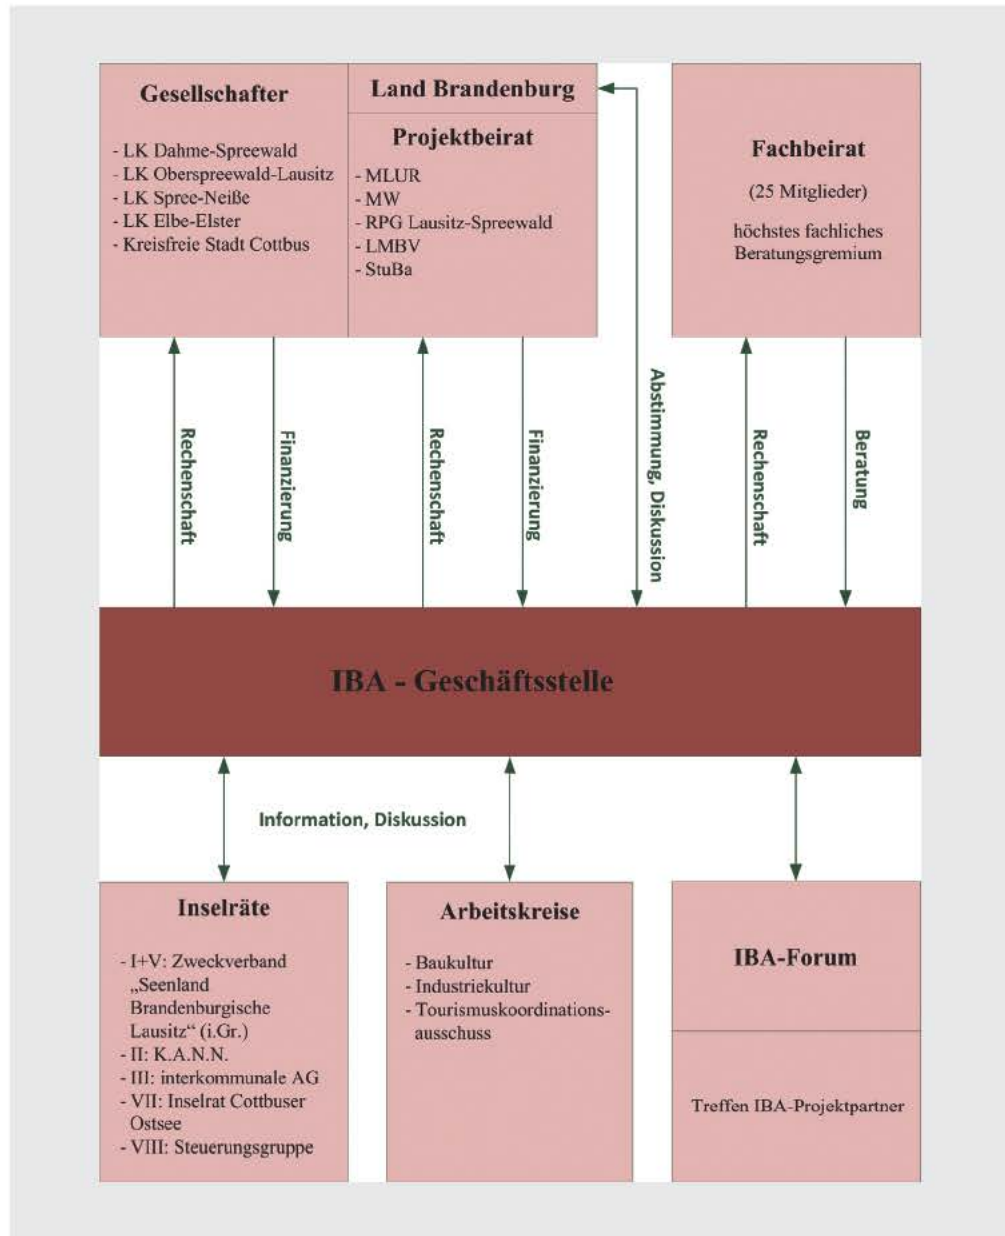 Gesellschafter
- LK Dahme-Spreewald
- LK Oberspreewald-Lausitz
- LK Spree-Neiße
- LK Elbe-Elster
- Kreisfreie Stadt Cottbus
Land Brandenburg
Projektbeirat
- MLUR
- MW
- RPG Lausitz-Spreewald
- LMBV
- StuBa
Fachbeirat
(25 Mitglieder)
höchstes fachliches
Beratungsgremium
Rechenschaft
Finanzierung
Rechenschaft
Finanzierung
Abstimmung, Diskussion
Rechenschaft
Beratung
IBA - Geschäftsstelle
Information, Diskussion
Inselräte
- I+V: Zweckverband
„Seenland
Brandenburgische
Lausitz“ (i.Gr.)
- II: K.A.N.N.
- III: interkommunale AG
- VII: Inselrat Cottbuser
Ostsee
- VIII: Steuerungsgruppe
Arbeitskreise
- Baukultur
- Industriekultur
- Tourismuskoordinations-
ausschuss
IBA-Forum
Treffen IBA-Projektpartner